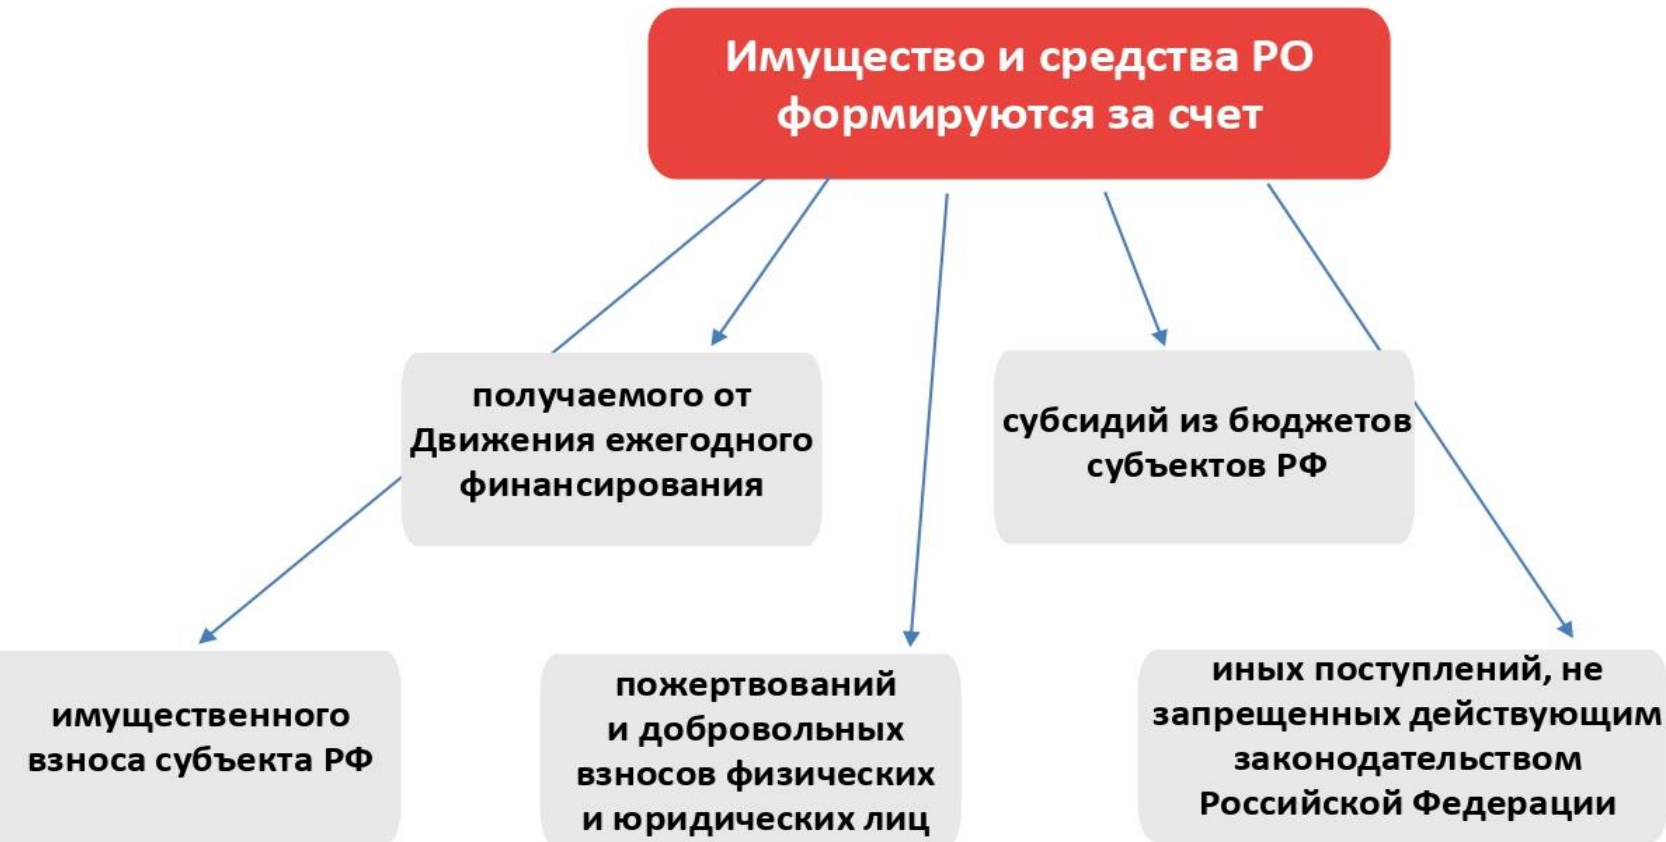 Имущество и средства РО
формируются за счет
получаемого от
Движения ежегодного
финансирования
субсидий из бюджетов
субъектов РФ
имущественного
взноса субъекта РФ
пожертвований
и добровольных
взносов физических
и юридических лиц
иных поступлений, не
запрещенных действующим
законодательством
Российской Федерации